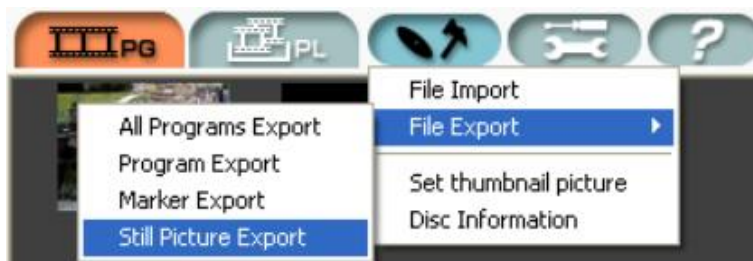 PG
PL
?
File Import
File Export
Set thumbnail picture
Disc Information
All Programs Export
Program Export
Marker Export
Still Picture Export